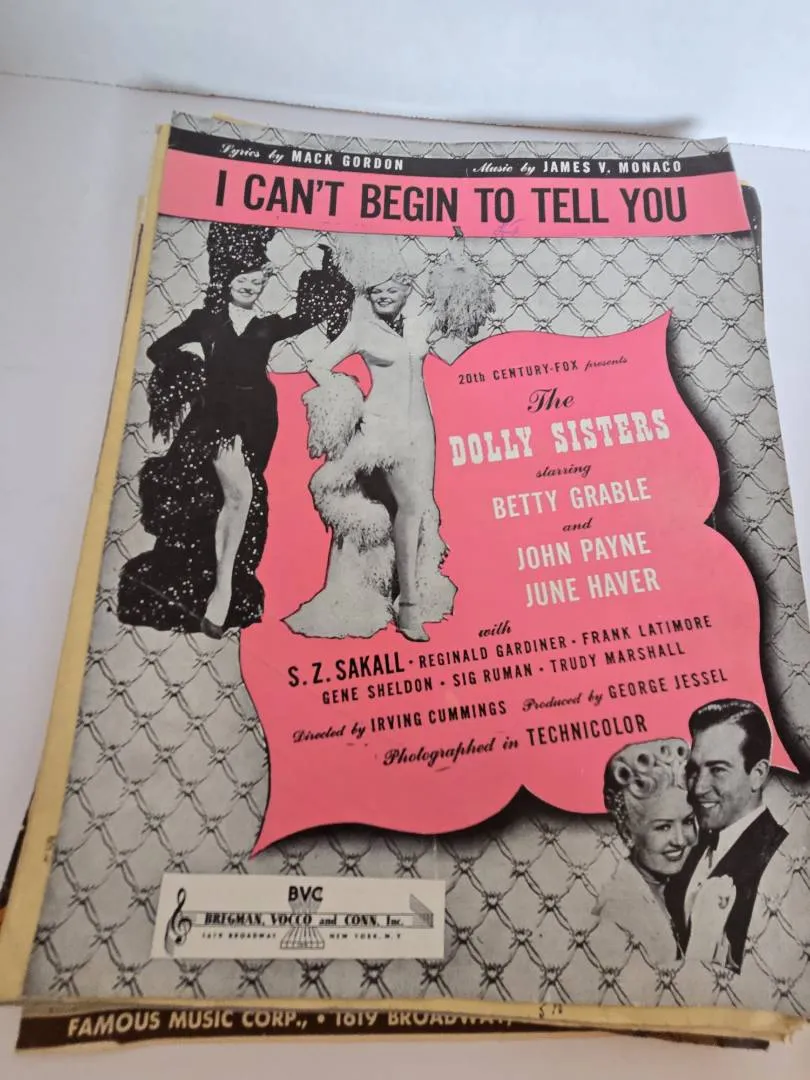 Lyrics by MACK GORDON Music by JAMES V. MONACO
I CAN'T BEGIN TO TELL YOU
20th CENTURY-FOX presents
The
DOLLY SISTERS
starring
BETTY GRABLE
and
JOHN PAYNE
JUNE HAVER
with
S. Z. SAKALL · REGINALD GARDINER · FRANK LATIMORE
GENE SHELDON · SIG RUMAN · TRUDY MARSHALL
Directed by IRVING CUMMINGS Produced by GEORGE JESSEL
Photographed in TECHNICOLOR
BVC
BREGMAN, VOCCO and CONN, Inc.
1619 BROADWAY NEW YORK, N. Y.
FAMOUS MUSIC CORP., • 1619 BROADWAY,